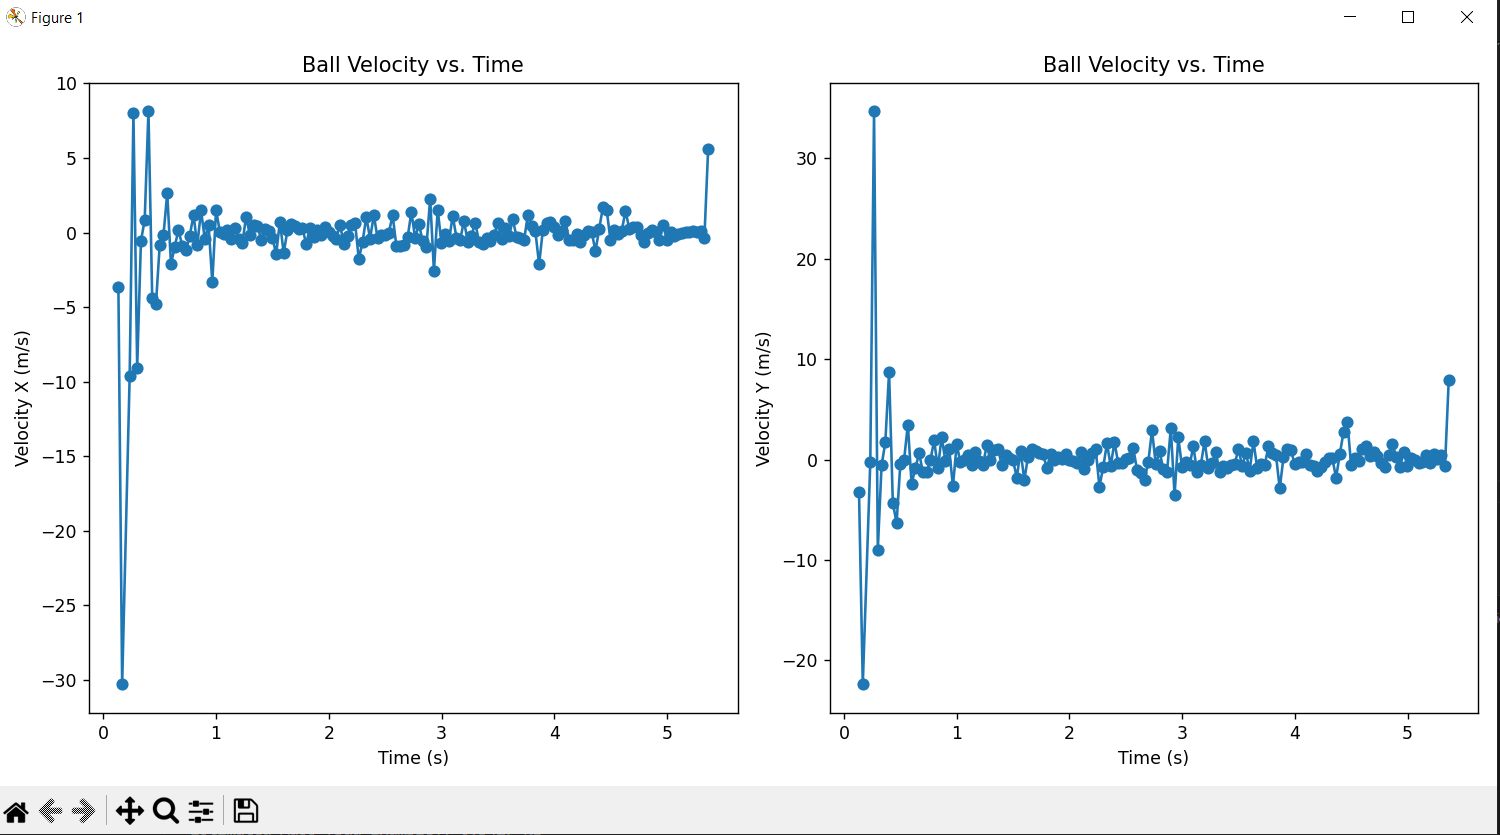 Figure 1
Ball Velocity vs. Time
Velocity X (m/s)
10
5
0
−5
−10
−15
−20
−25
−30
0 1 2 3 4 5
Time (s)
Ball Velocity vs. Time
Velocity Y (m/s)
30
20
10
0
−10
−20
0 1 2 3 4 5
Time (s)